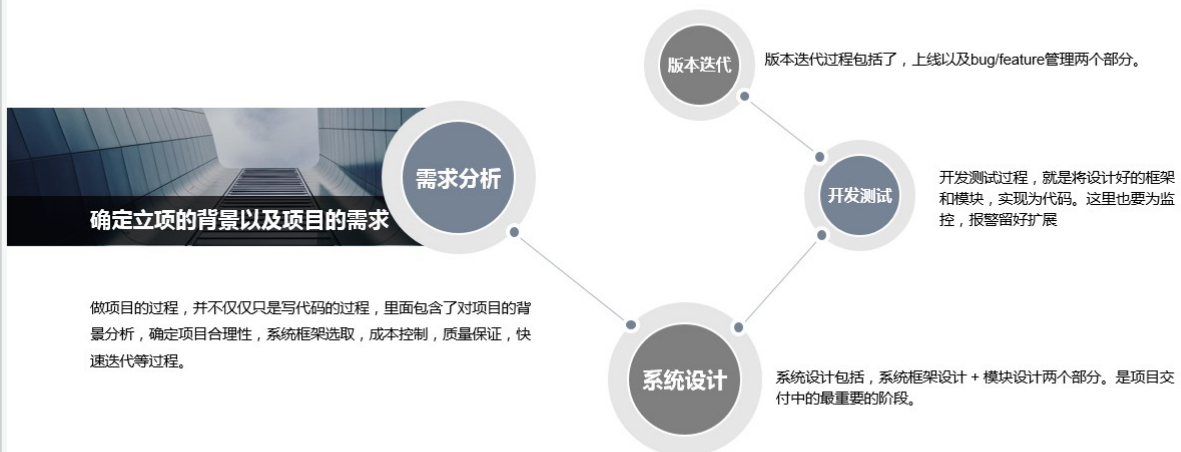 版本迭代
版本迭代过程包括了，上线以及bug/feature管理两个部分。
需求分析
确定立项的背景以及项目的需求
开发测试
开发测试过程，就是将设计好的框架
和模块，实现为代码。这里也要为监
控，报警留好扩展
做项目的过程，并不仅仅只是写代码的过程，里面包含了对项目的背
景分析，确定项目合理性，系统框架选取，成本控制，质量保证，快
速迭代等过程。
系统设计
系统设计包括，系统框架设计 + 模块设计两个部分。是项目交
付中的最重要的阶段。